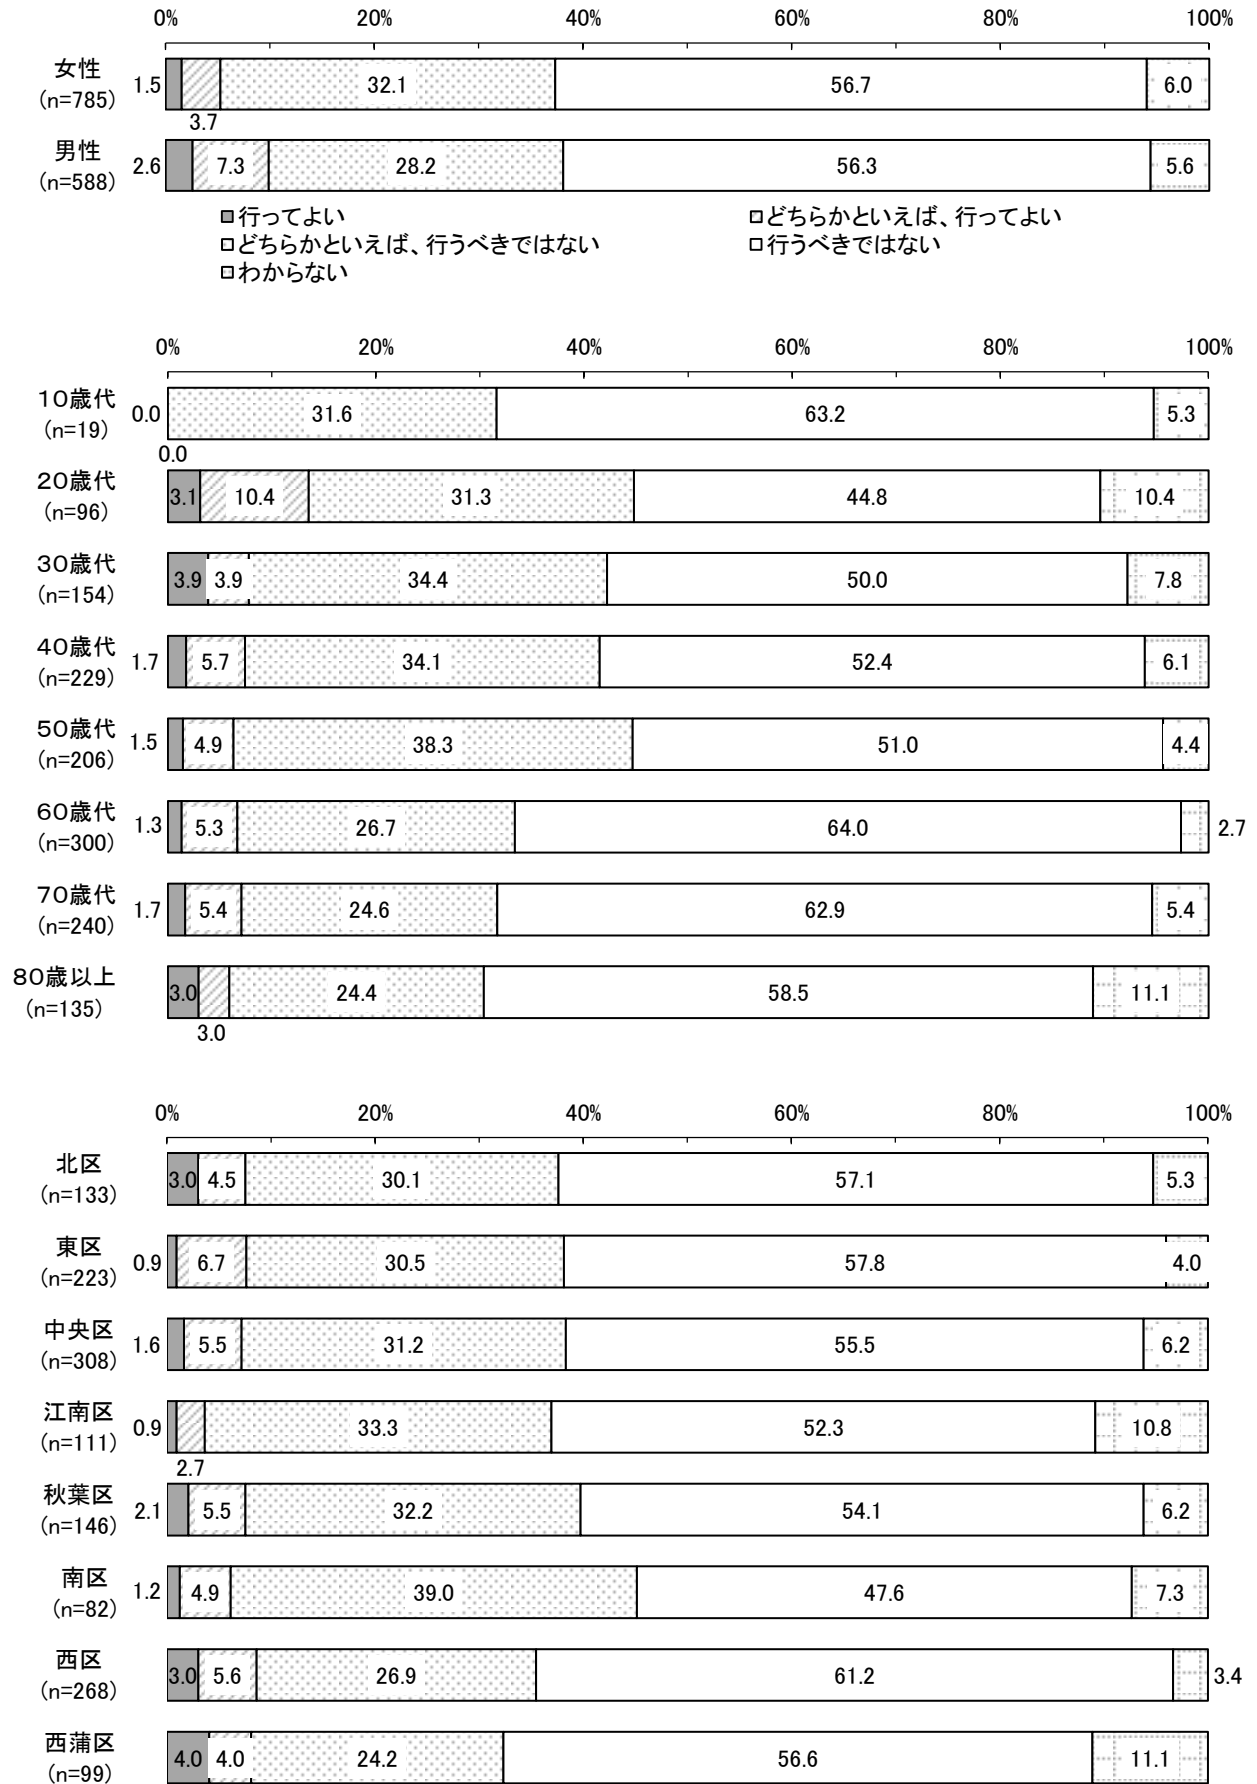 0% 20% 40% 60% 80% 100%
女性 1.5 32.1 56.7 6.0
(n=785)
3.7
男性 2.6 7.3 28.2 56.3 5.6
(n=588)
行ってよい どちらかといえば、行ってよい
どちらかといえば、行うべきではない 行うべきではない
わからない
0% 20% 40% 60% 80% 100%
10歳代 0.0 31.6 63.2 5.3
(n=19)
0.0
20歳代 3.1 10.4 31.3 44.8 10.4
(n=96)
30歳代 3.9 3.9 34.4 50.0 7.8
(n=154)
40歳代 1.7 5.7 34.1 52.4 6.1
(n=229)
50歳代 1.5 4.9 38.3 51.0 4.4
(n=206)
60歳代 1.3 5.3 26.7 64.0 2.7
(n=300)
70歳代 1.7 5.4 24.6 62.9 5.4
(n=240)
80歳以上 3.0 24.4 58.5 11.1
(n=135)
3.0
0% 20% 40% 60% 80% 100%
北区 3.0 4.5 30.1 57.1 5.3
(n=133)
東区 0.9 6.7 30.5 57.8 4.0
(n=223)
中央区 1.6 5.5 31.2 55.5 6.2
(n=308)
江南区 0.9 33.3 52.3 10.8
(n=111)
2.7
秋葉区 2.1 5.5 32.2 54.1 6.2
(n=146)
南区 1.2 4.9 39.0 47.6 7.3
(n=82)
西区 3.0 5.6 26.9 61.2 3.4
(n=268)
西蒲区 4.0 4.0 24.2 56.6 11.1
(n=99)